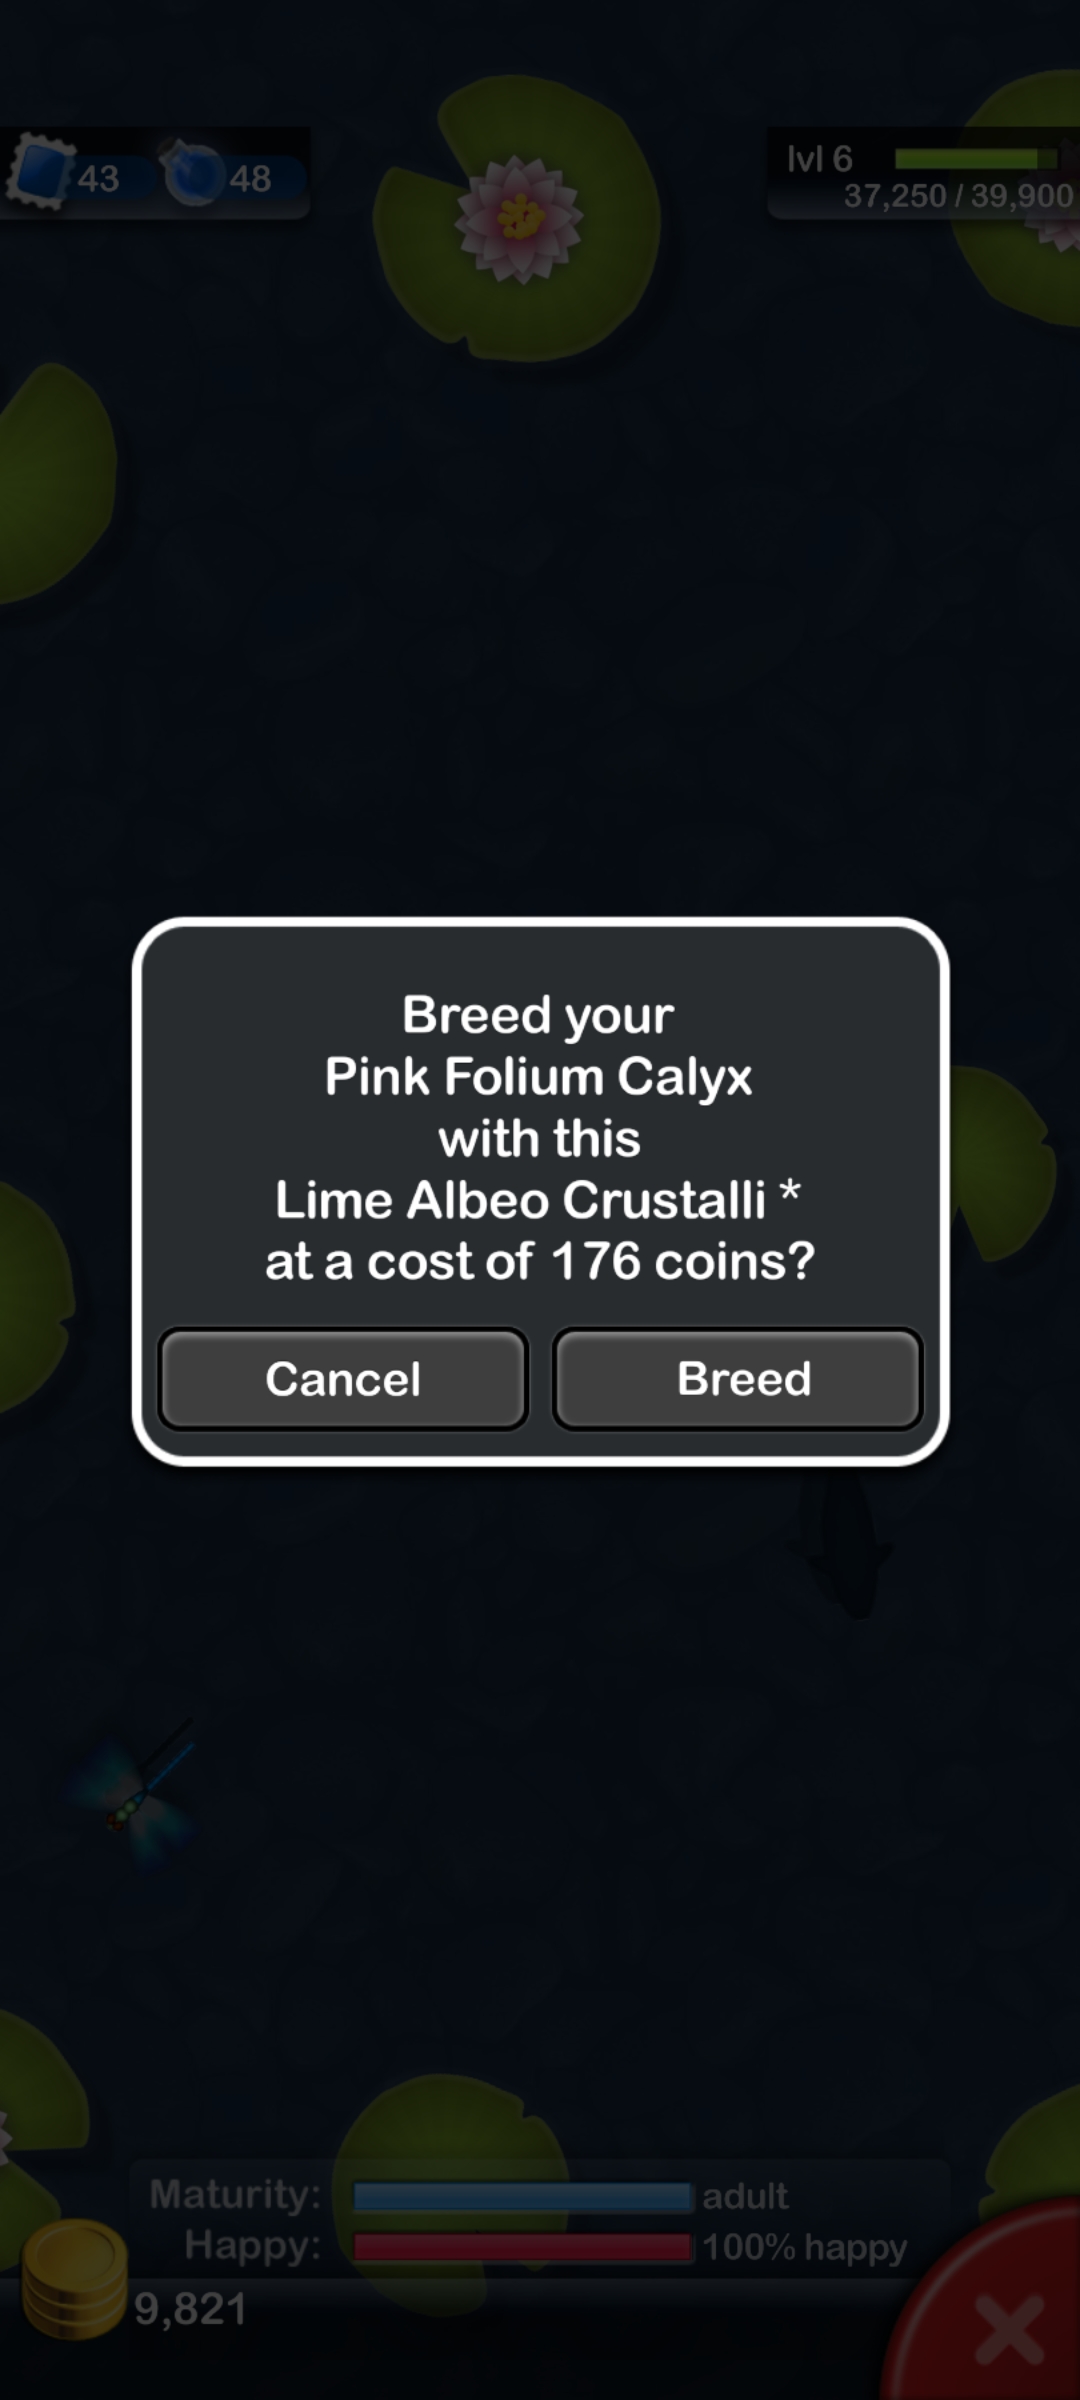 43
48
lvl 6
37,250 / 39,900
Breed your
Pink Folium Calyx
with this
Lime Albeo Crustalli *
at a cost of 176 coins?
Cancel
Breed
Maturity:
adult
Happy:
100% happy
9,821